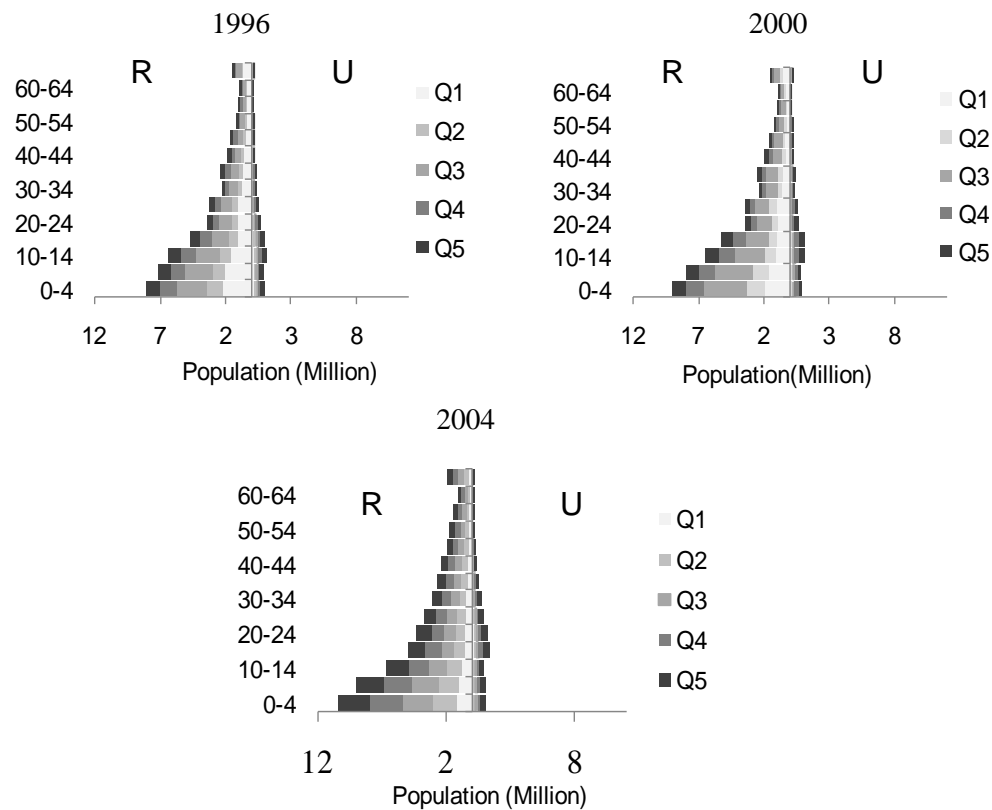 1996
R U
60-64
50-54
40-44
30-34
20-24
10-14
0-4
Q1
Q2
Q3
Q4
Q5
12 7 2 3 8
Population (Million)
2000
R U
60-64
50-54
40-44
30-34
20-24
10-14
0-4
Q1
Q2
Q3
Q4
Q5
12 7 2 3 8
Population(Million)
2004
R U
60-64
50-54
40-44
30-34
20-24
10-14
0-4
Q1
Q2
Q3
Q4
Q5
12 2 8
Population (Million)